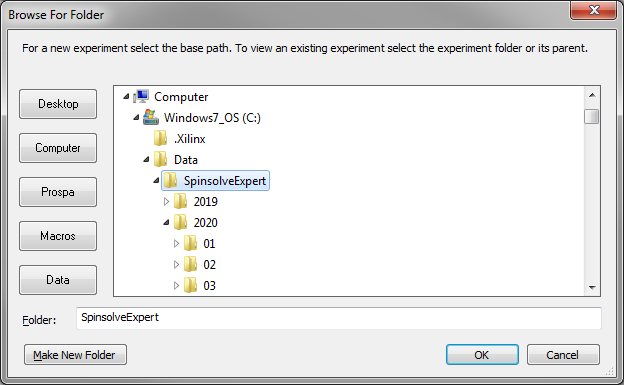 Browse For Folder
For a new experiment select the base path. To view an existing experiment select the experiment folder or its parent.
Desktop
Computer
Prospa
Macros
Data
Computer
Windows7_OS (C:)
.Xilinx
Data
SpinsolveExpert
2019
2020
01
02
03
Folder: SpinsolveExpert
Make New Folder OK Cancel